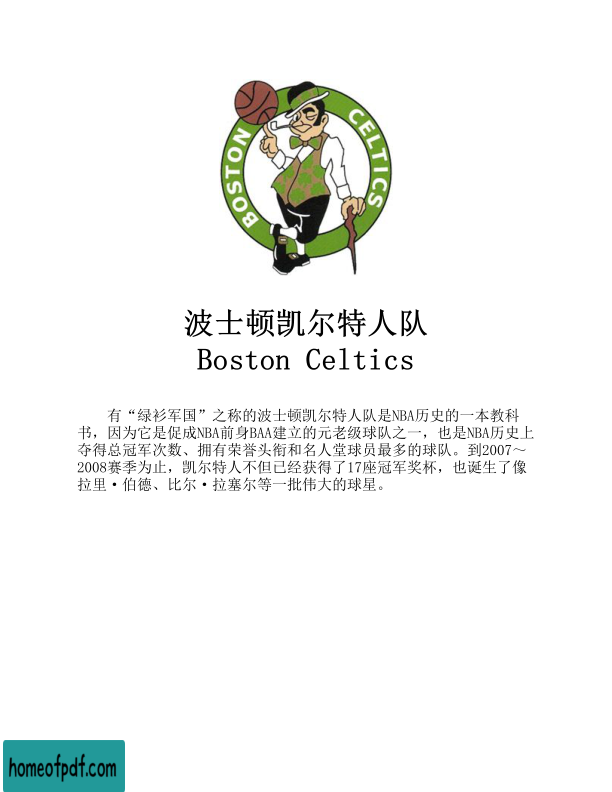 BOSTON CELTICS
波士顿凯尔特人队
Boston Celtics
有“绿衫军国”之称的波士顿凯尔特人队是NBA历史的一本教科
书，因为它是促成NBA前身BAA建立的元老级球队之一，也是NBA历史上
夺得总冠军次数、拥有荣誉头衔和名人堂球员最多的球队。到2007～
2008赛季为止，凯尔特人不但已经获得了17座冠军奖杯，也诞生了像
拉里·伯德、比尔·拉塞尔等一批伟大的球星。
homeofpdf.com